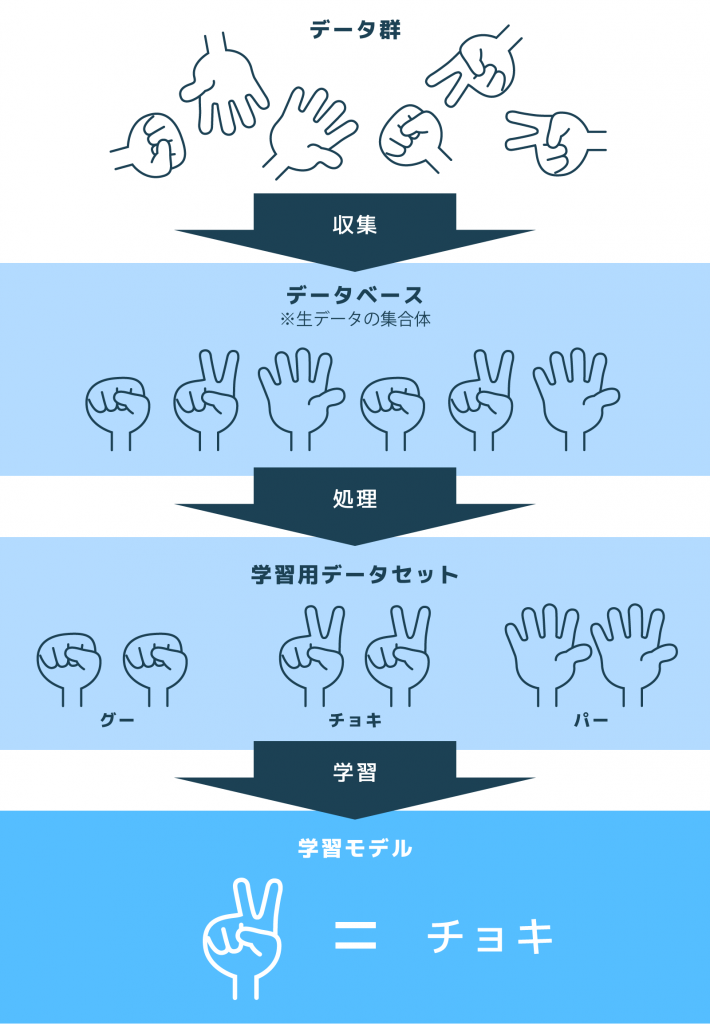 データ群
収集
データベース
※生データの集合体
処理
学習用データセット
グー
チョキ
パー
学習
学習モデル
= チョキ